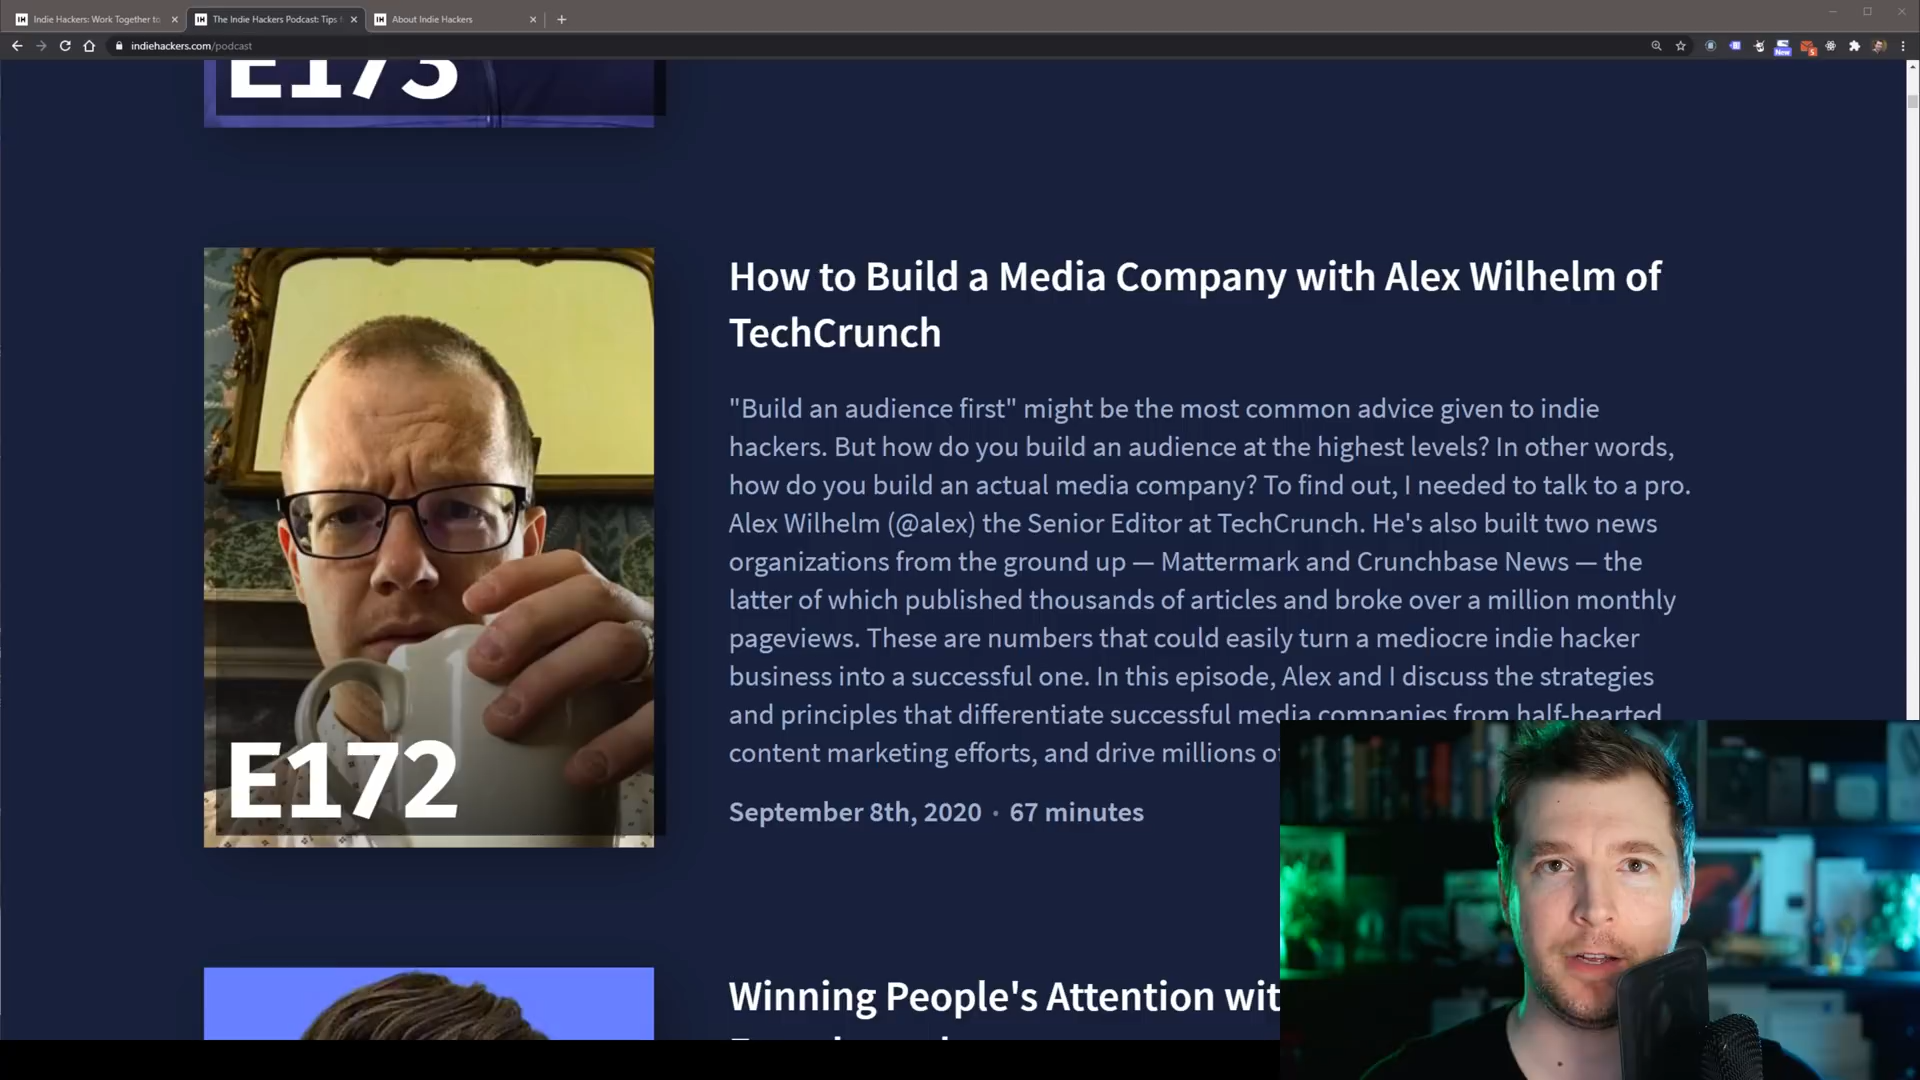 Indie Hackers: Work Together to
The Indie Hackers Podcast: Tips
About Indie Hackers
indiehackers.com/podcast
New
E173
How to Build a Media Company with Alex Wilhelm of
TechCrunch
"Build an audience first" might be the most common advice given to indie
hackers. But how do you build an audience at the highest levels? In other words,
how do you build an actual media company? To find out, I needed to talk to a pro.
Alex Wilhelm (@alex) the Senior Editor at TechCrunch. He's also built two news
organizations from the ground up — Mattermark and Crunchbase News — the
latter of which published thousands of articles and broke over a million monthly
pageviews. These are numbers that could easily turn a mediocre indie hacker
business into a successful one. In this episode, Alex and I discuss the strategies
and principles that differentiate successful media companies from half-hearted
content marketing efforts, and drive millions of
E172
September 8th, 2020 • 67 minutes
Winning People's Attention wit